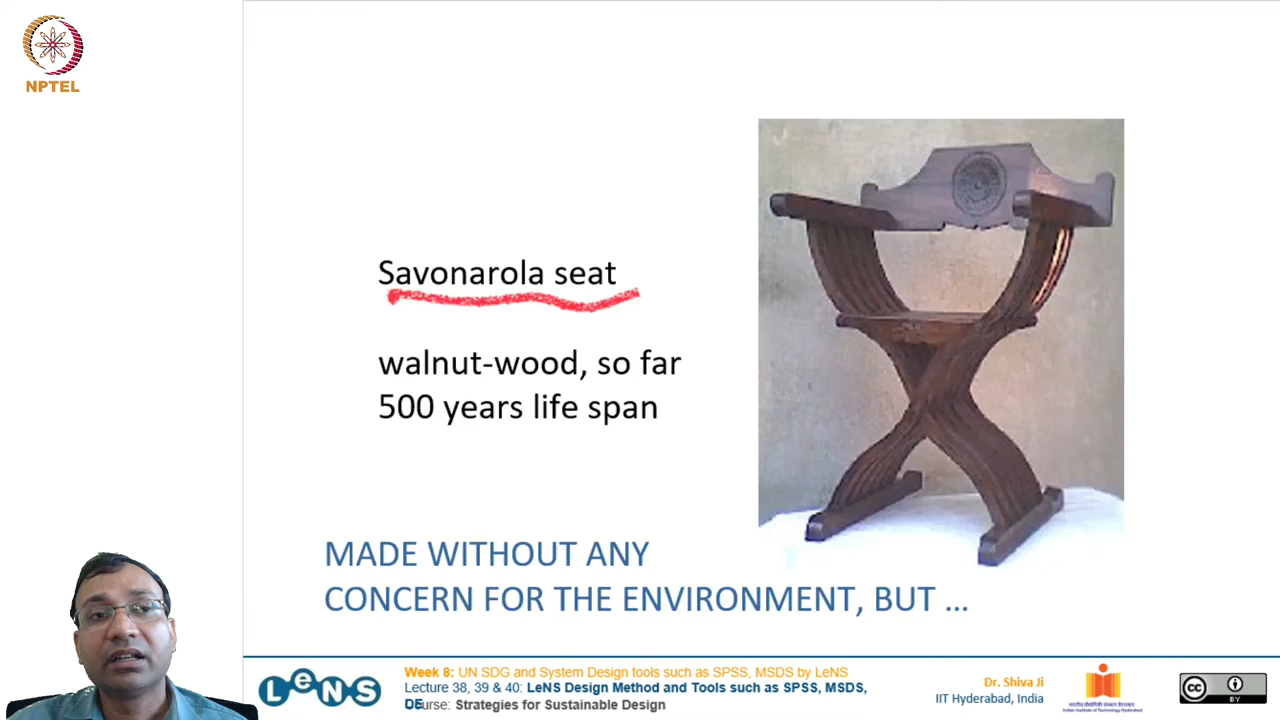 NPTEL
Savonarola seat
walnut-wood, so far
500 years life span
MADE WITHOUT ANY
CONCERN FOR THE ENVIRONMENT, BUT ...
LeNS
Week 8: UN SDG and System Design tools such as SPSS, MSDS by LeNS
Lecture 38, 39 & 40: LeNS Design Method and Tools such as SPSS, MSDS,
Course: Strategies for Sustainable Design
Dr. Shiva Ji
IIT Hyderabad, India
cc
BY